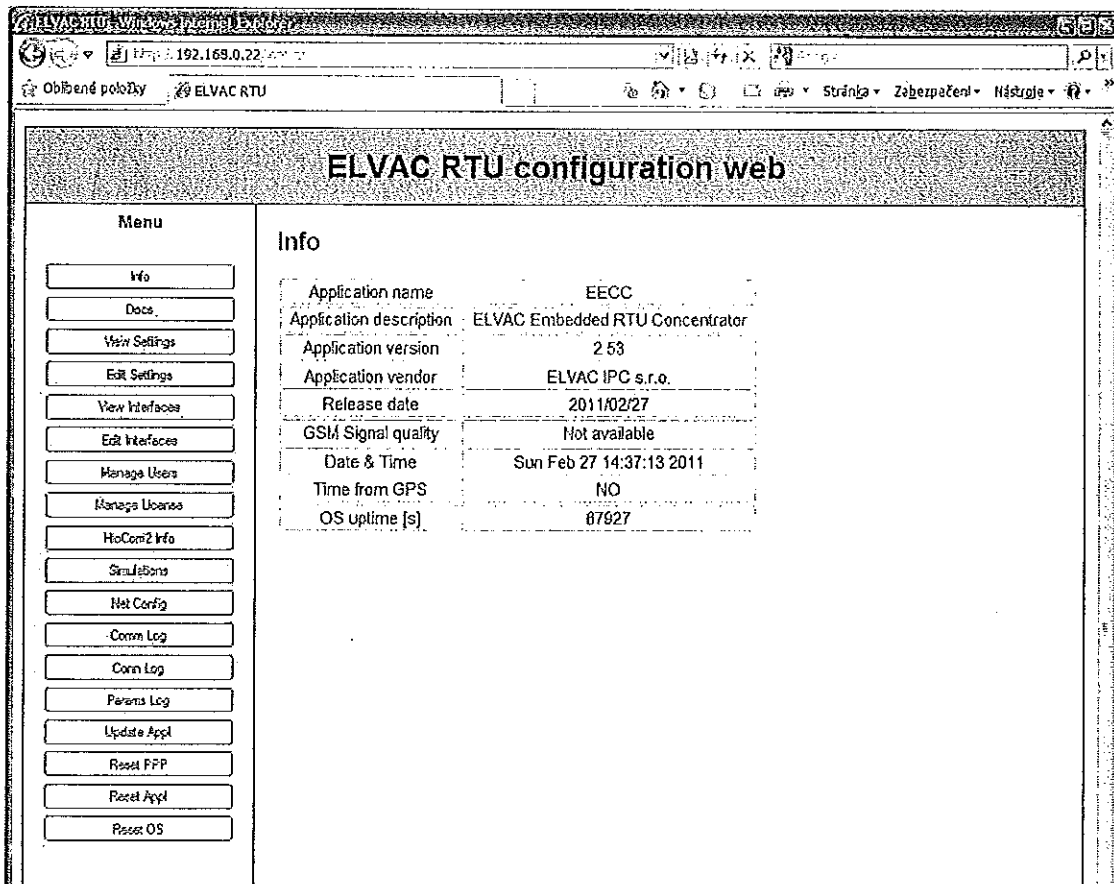 ELVAC RTU - Windows Internet Explorer
192.168.0.22
Oblíbené položky ELVAC RTU Stránka Zabezpečení Nástroje
ELVAC RTU configuration web
Menu
Info
Docs
View Settings
Edit Settings
View Interfaces
Edit Interfaces
Manage Users
Manage License
HioCom2 Info
Simulations
Net Config
Comm Log
Conn Log
Params Log
Update Appl
Reset PPP
Reset Appl
Reset OS
Info
Application name EECC
Application description ELVAC Embedded RTU Concentrator
Application version 2.53
Application vendor ELVAC IPC s.r.o.
Release date 2011/02/27
GSM Signal quality Not available
Date & Time Sun Feb 27 14:37:13 2011
Time from GPS NO
OS uptime [s] 67927